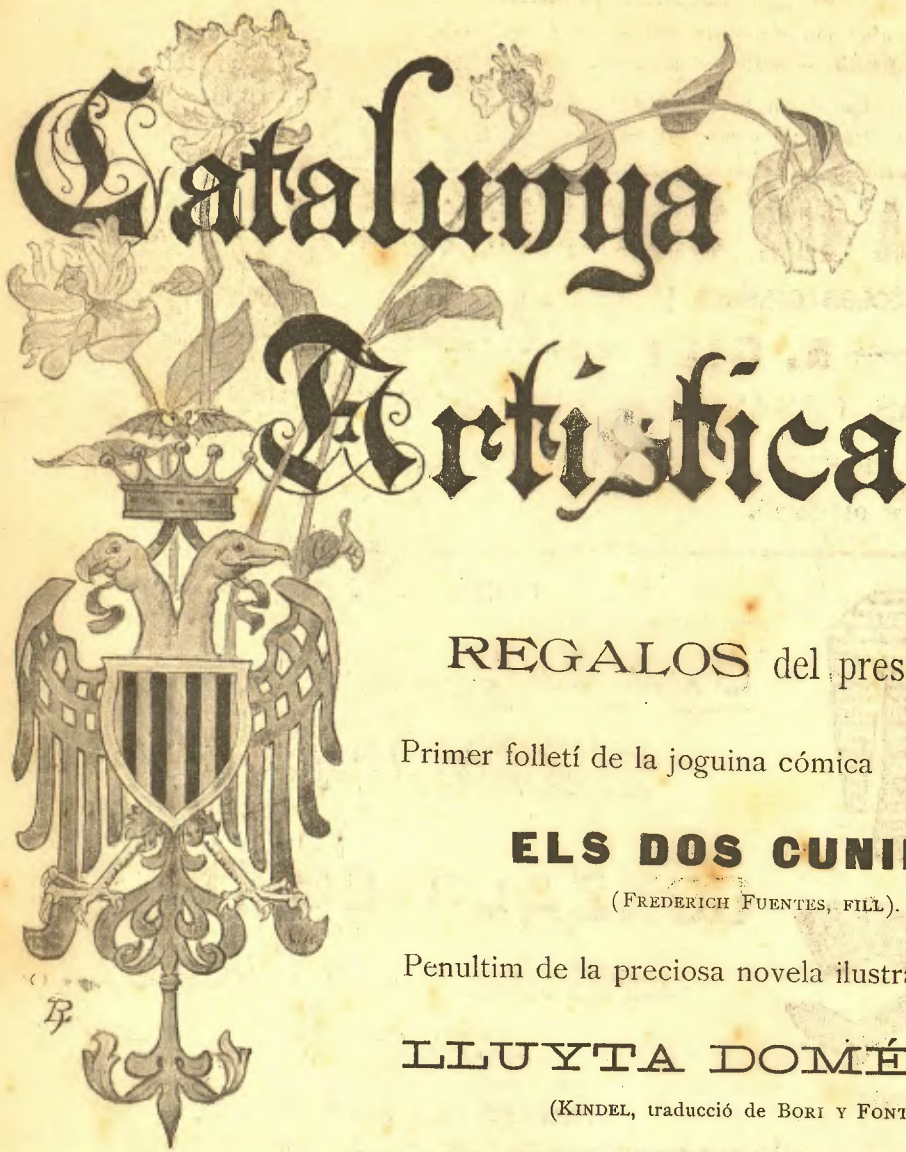 Catalunya
Artistica
REGALOS del pres
Primer folletí de la joguina cómica
ELS DOS CUNI
(FREDERICH FUENTES, FILL).
Penultim de la preciosa novela ilustra
LLUYTA DOMÉ
(KINDEL, traducció de BORI Y FONT